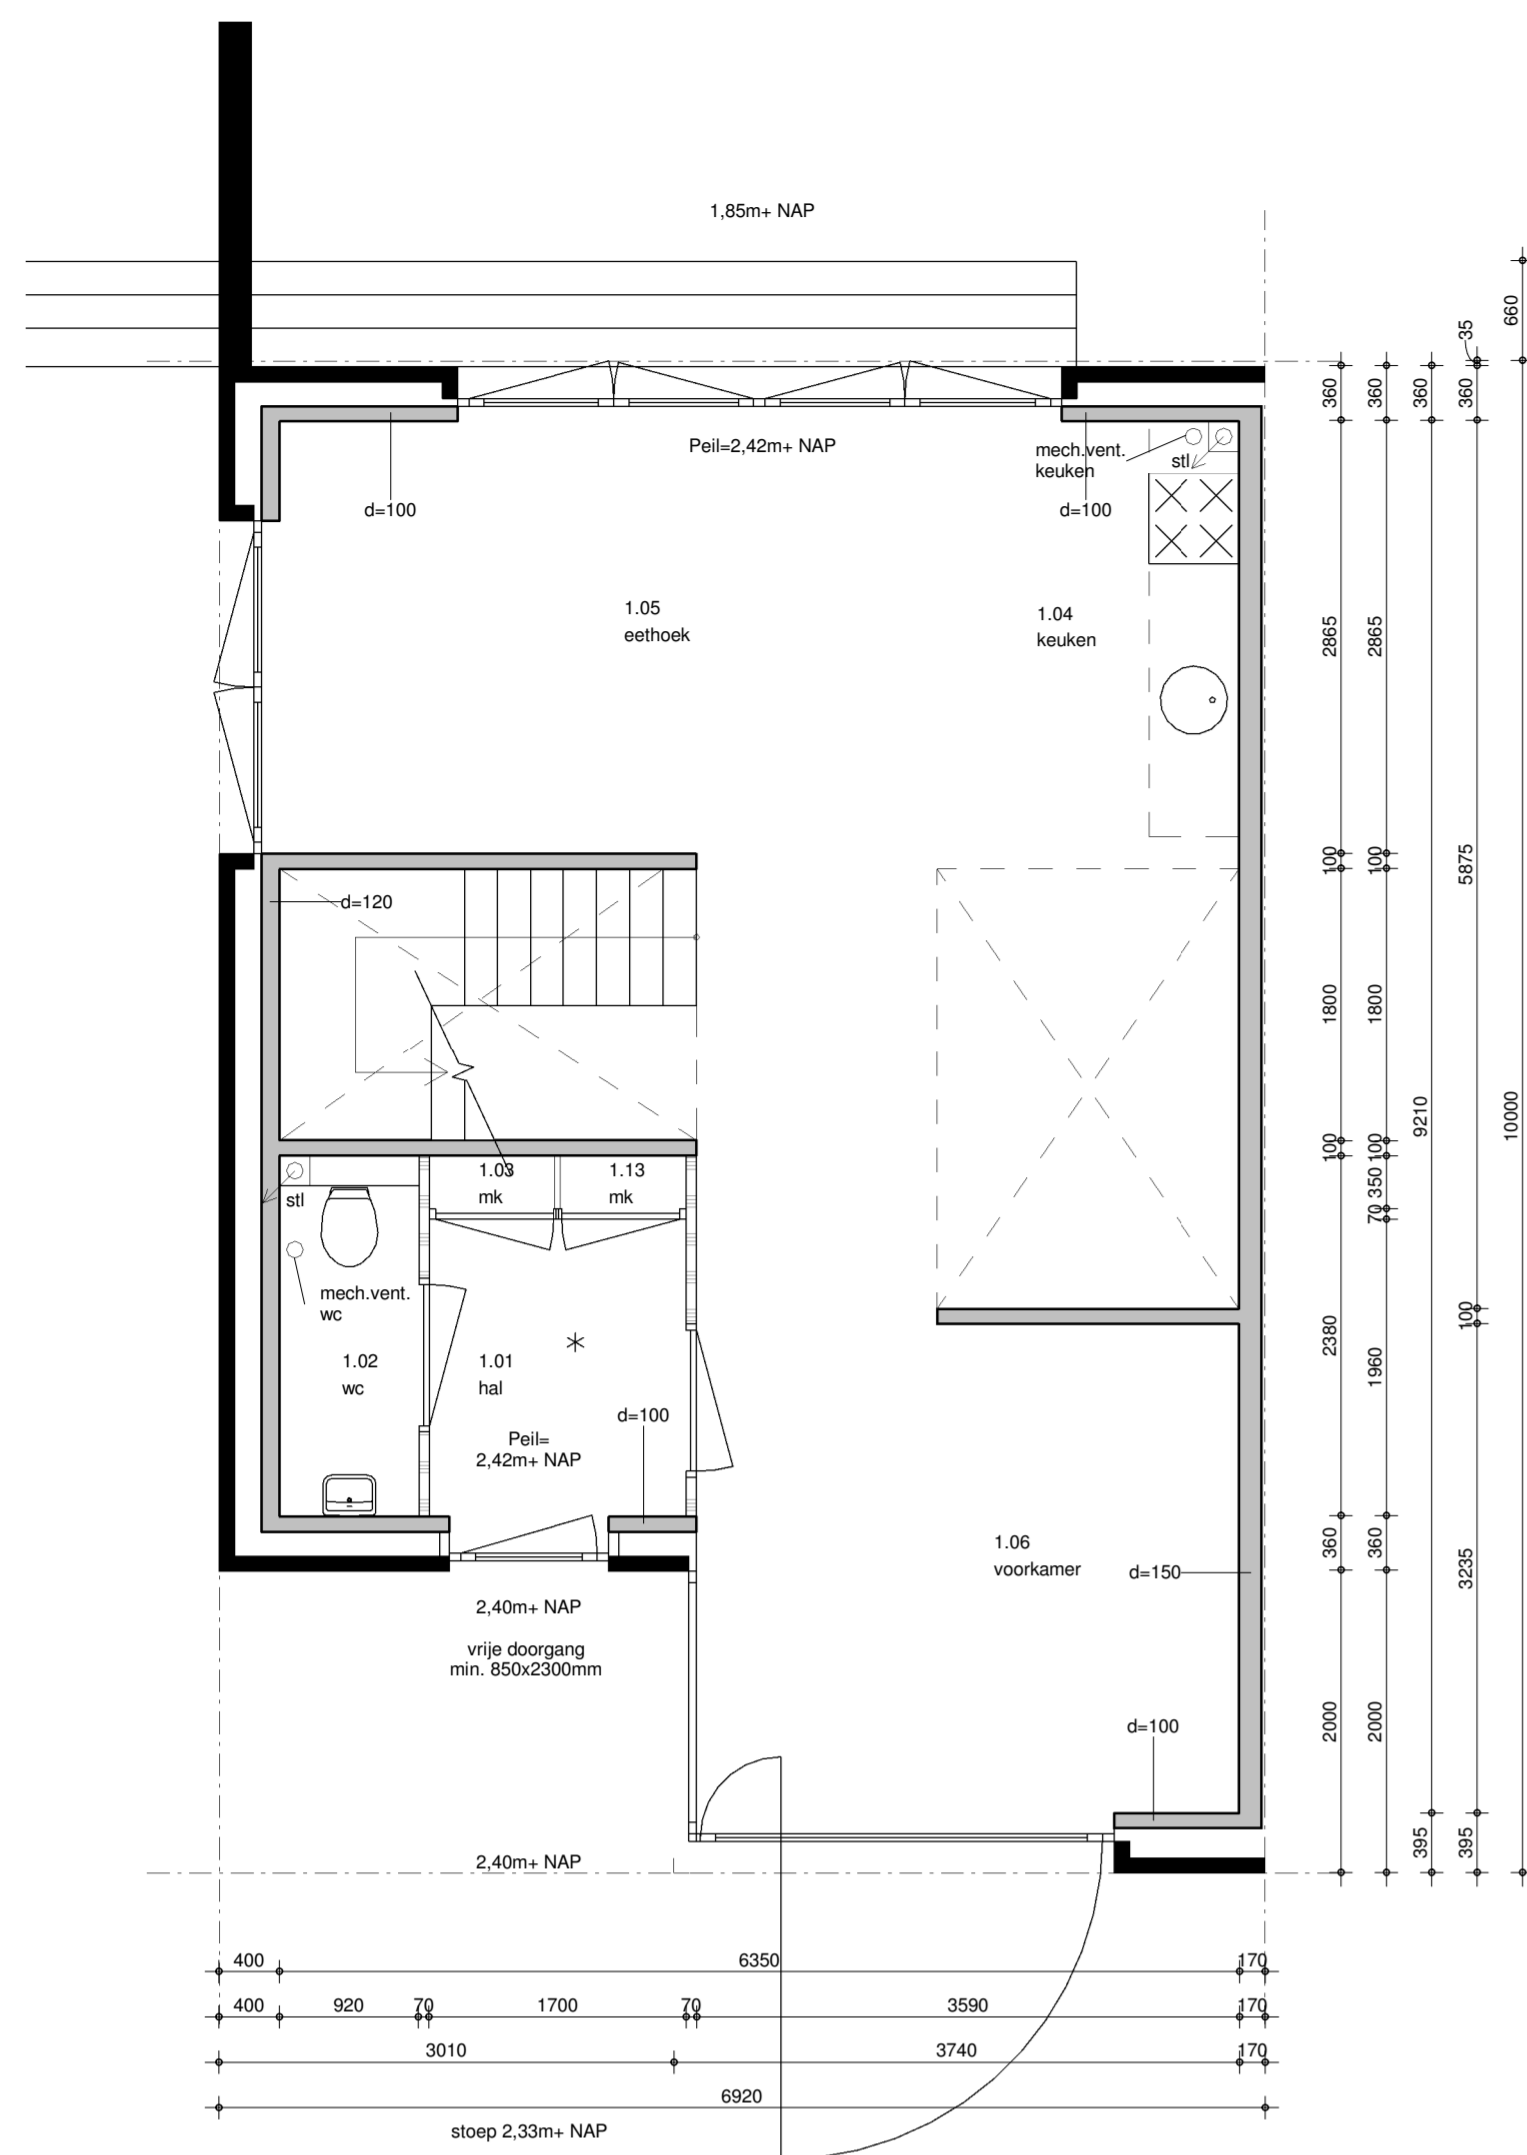 1,85m+ NAP
Peil=2,42m+ NAP
mech.vent.
keuken
stl
d=100
d=100
1.05
eethoek
1.04
keuken
d=120
1.03
mk
1.13
mk
stl
mech.vent.
wc
1.02
wc
1.01
hal
d=100
Peil=
2,42m+ NAP
1.06
voorkamer
d=150
2,40m+ NAP
vrije doorgang
min. 850x2300mm
d=100
2,40m+ NAP
360
2865
100
1800
100
2380
360
2000
360
2865
100
1800
100
350
70
1960
360
2000
360
9210
395
35
360
5875
100
3235
395
660
10000
400 6350 170
400 920 70 1700 70 3590 170
3010 3740 170
6920
stoep 2,33m+ NAP